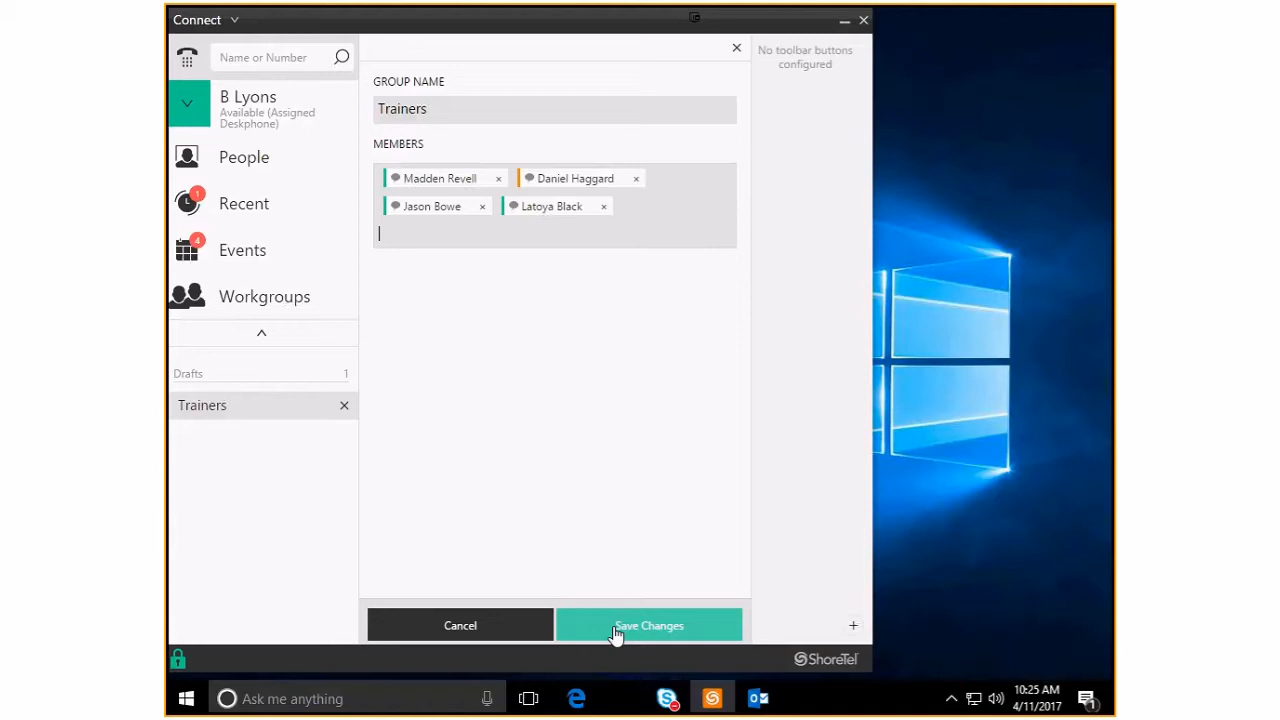 Connect
Name or Number
B Lyons
Available (Assigned
Deskphone)
People
1
Recent
4
Events
Workgroups
Drafts 1
Trainers
GROUP NAME
Trainers
MEMBERS
Madden Revell
Daniel Haggard
Jason Bowe
Latoya Black
Cancel
Save Changes
No toolbar buttons
configured
ShoreTel
Ask me anything
10:25 AM
4/11/2017
1